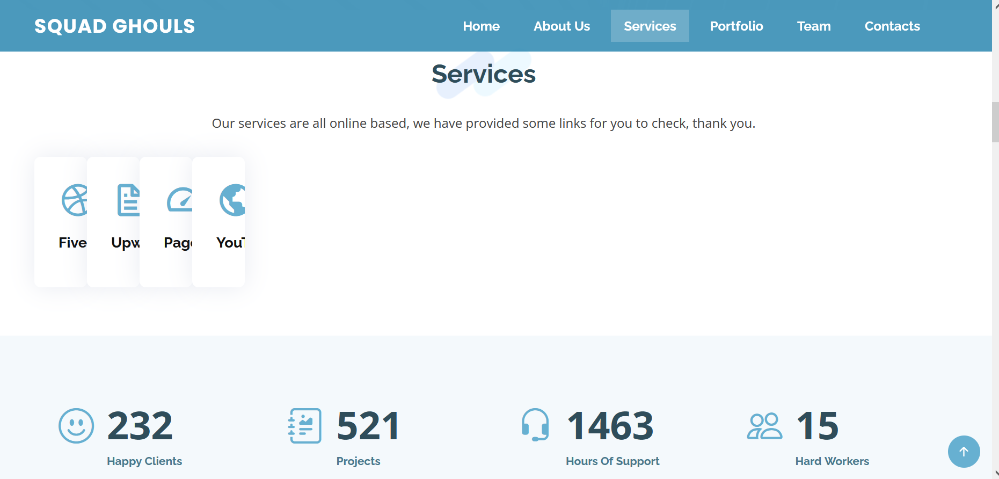 SQUAD GHOULS
Home About Us Services Portfolio Team Contacts
Services
Our services are all online based, we have provided some links for you to check, thank you.
Five Upw Page YouT
232 521 1463 15
Happy Clients Projects Hours Of Support Hard Workers